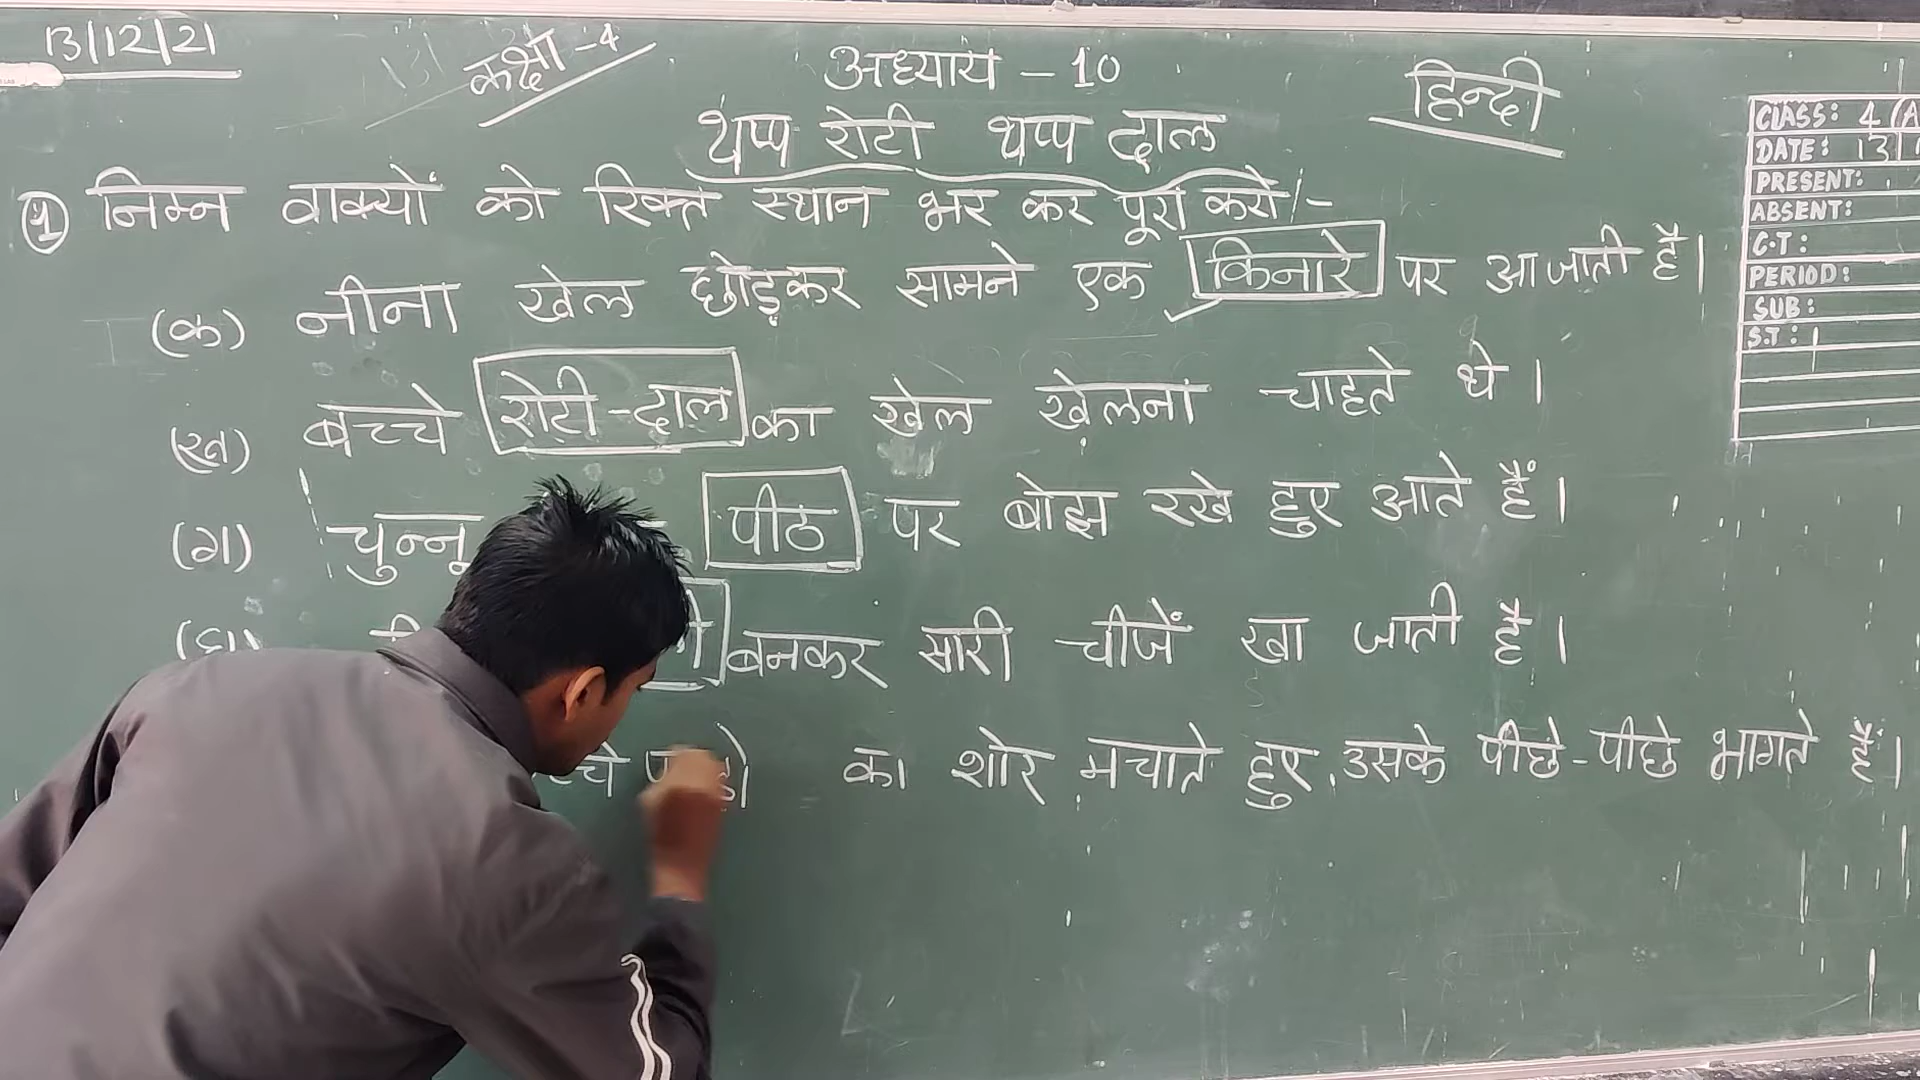 13/12/21
कक्षा - 4
अध्याय - 10
हिन्दी
थप्प रोटी थप्प दाल
CLASS: 4 (A
DATE: 13/
PRESENT:
ABSENT:
C.T:
PERIOD:
SUB:
S.T:
१ निम्न वाक्यों को रिक्त स्थान भर कर पूरा करो!-
(क) नीना खेल छोड़कर सामने एक किनारे पर आ जाती है।
(ख) बच्चे रोटी-दाल का खेल खेलना चाहते थे।
(ग) चुन्नू पीठ पर बोझ रखे हुए आते हैं।
(घ) बनकर सारी चीजें खा जाती है।
का शोर मचाते हुए उसके पीछे-पीछे भागते हैं।